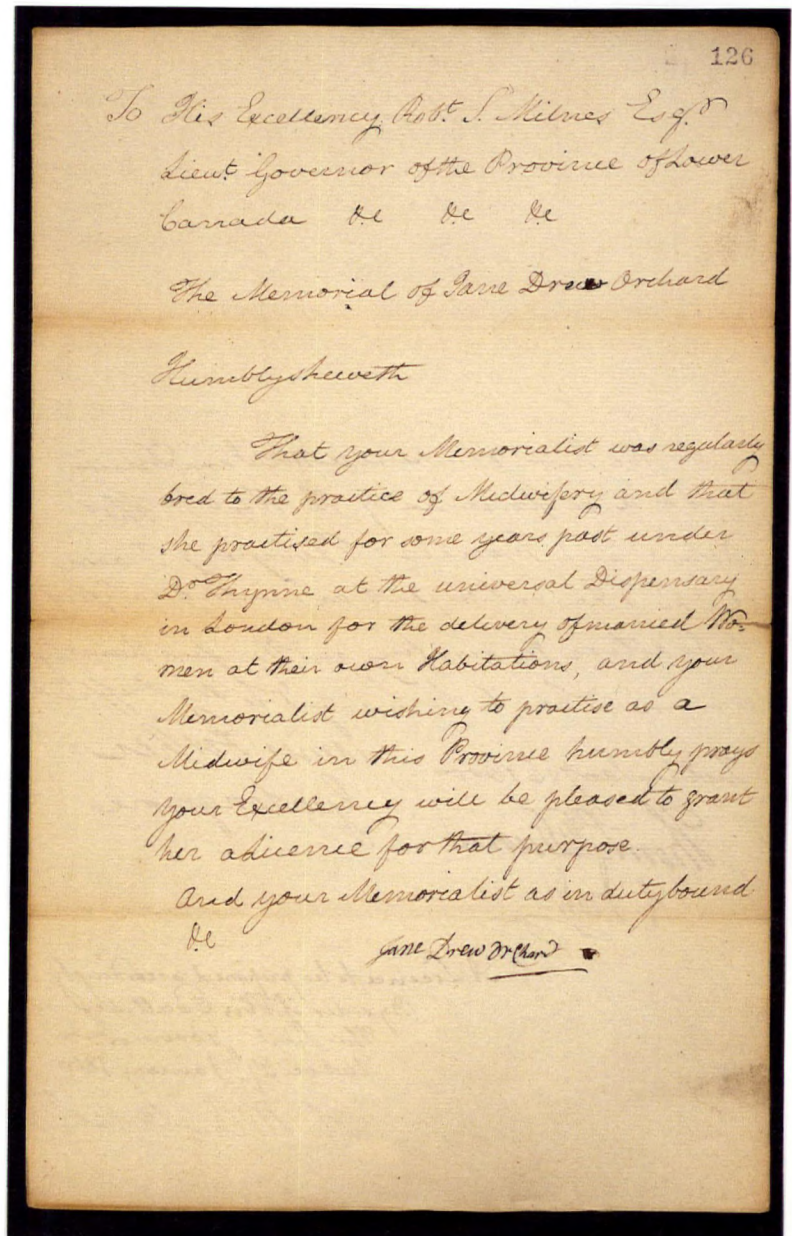 126
To His Excellency Robt. S. Milnes Esqr.
Lieut. Governor of the Province of Lower
Canada &c &c &c
The Memorial of Jane Drew Orchard
Humbly sheweth
That your Memorialist was regularly
bred to the practice of Midwifery and that
she practised for some years past under
Dr. Thynne at the universal Dispensary
in London for the delivery of married Wo-
men at their own Habitations, and your
Memorialist wishing to practise as a
Midwife in this Province humbly prays
your Excellency will be pleased to grant
her a licence for that purpose.
And your Memorialist as in duty bound
&c
Jane Drew Orchard